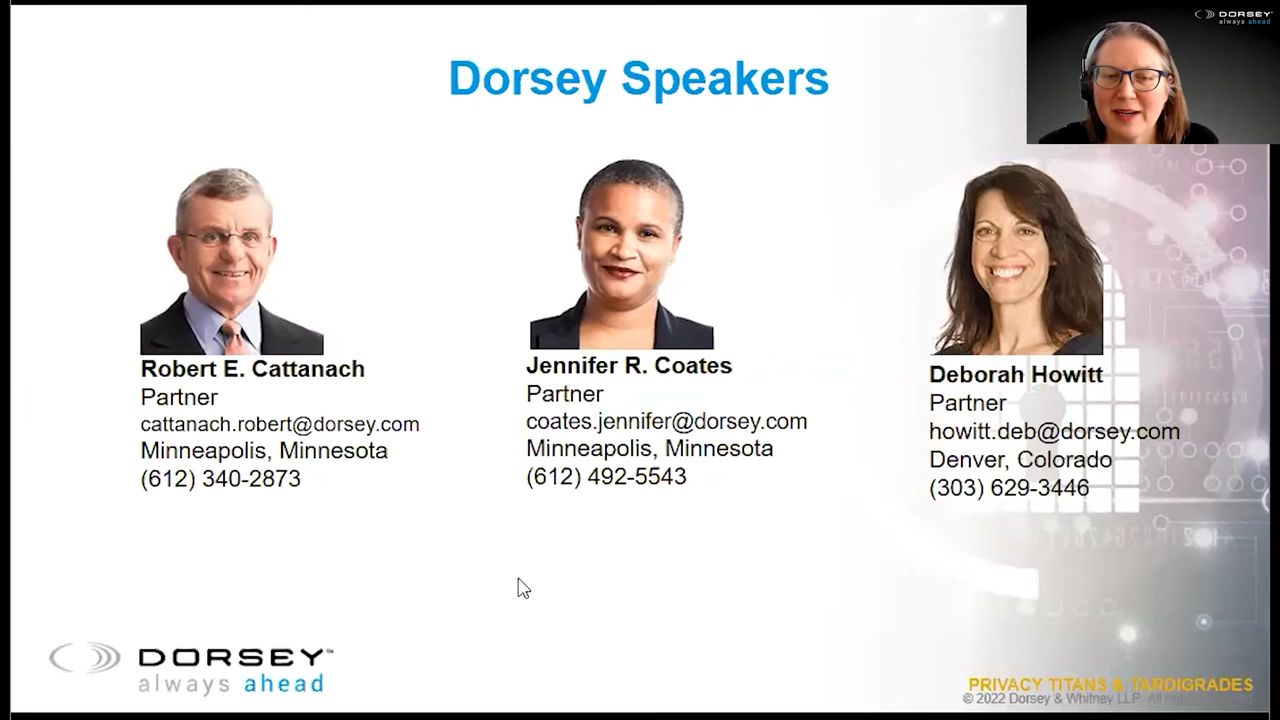 DORSEY
always ahead
Dorsey Speakers
Robert E. Cattanach
Partner
cattanach.robert@dorsey.com
Minneapolis, Minnesota
(612) 340-2873
Jennifer R. Coates
Partner
coates.jennifer@dorsey.com
Minneapolis, Minnesota
(612) 492-5543
Deborah Howitt
Partner
howitt.deb@dorsey.com
Denver, Colorado
(303) 629-3446
DORSEY™
always ahead
PRIVACY TITANS & TARDIGRADES
© 2022 Dorsey & Whitney LLP. All